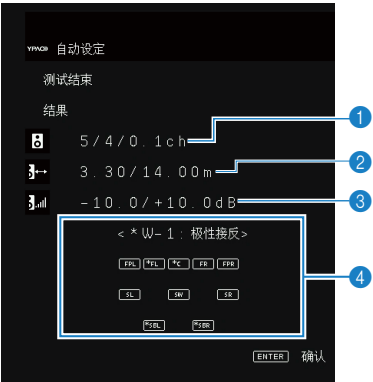 YPAO 自动设定
测试结束
结果
5/4/0.1ch
1
3.30/14.00m
2
-10.0/+10.0dB
3
<*W-1: 极性接反>
4
FPL *FL *C FR FPR
SL SW SR
*SBL *SBR
ENTER 确认